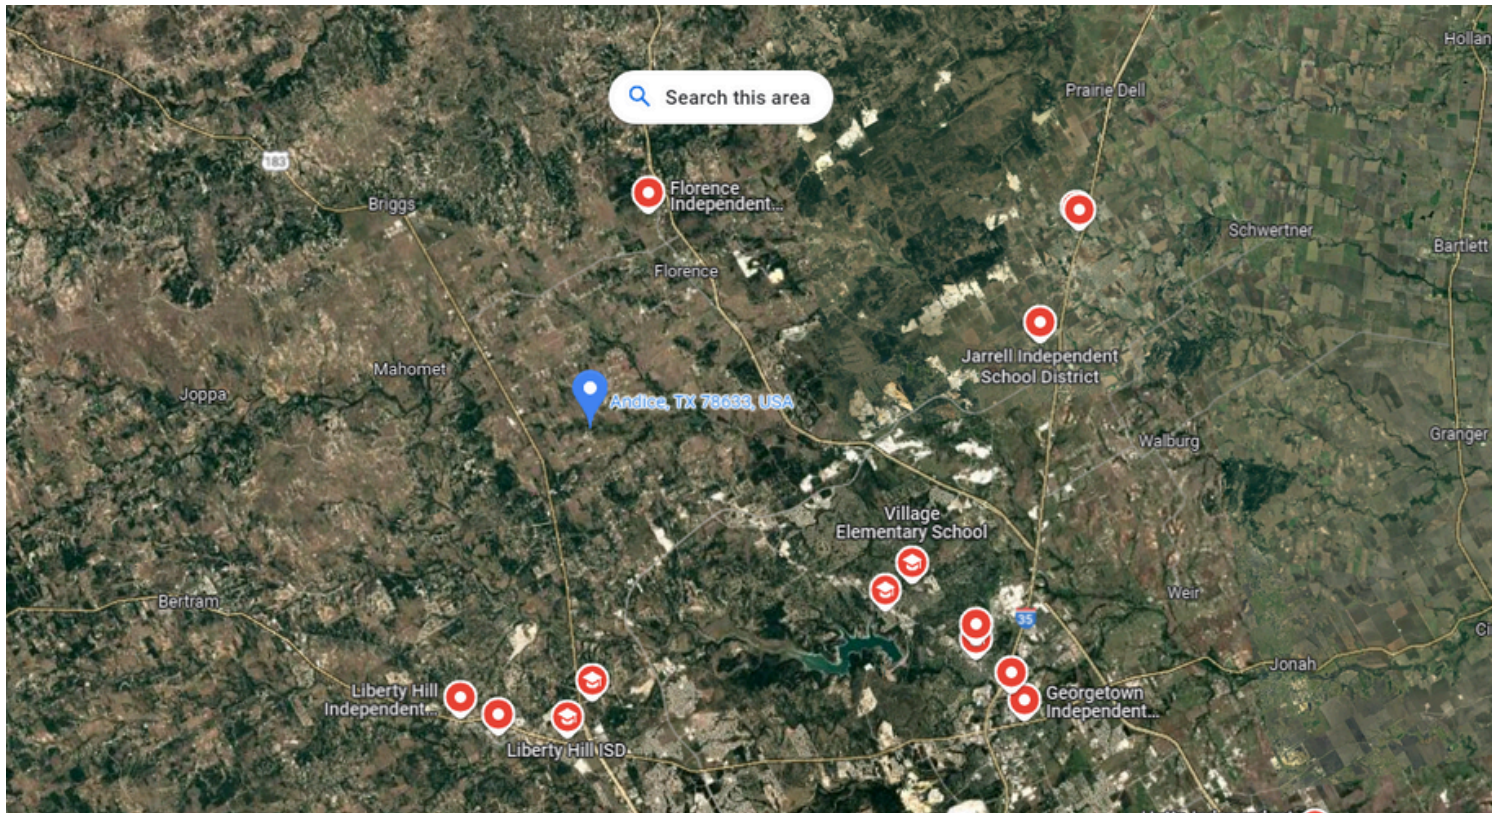 Hollan
Search this area
Prairie Dell
183
Florence
Independent...
Briggs
Schwertner
Bartlett
Florence
Jarrell Independent
School District
Mahomet
Joppa
Andice, TX 78633, USA
Granger
Walburg
Village
Elementary School
Bertram
Weir
35
Ci
Jonah
Liberty Hill
Independent...
Georgetown
Independent...
Liberty Hill ISD